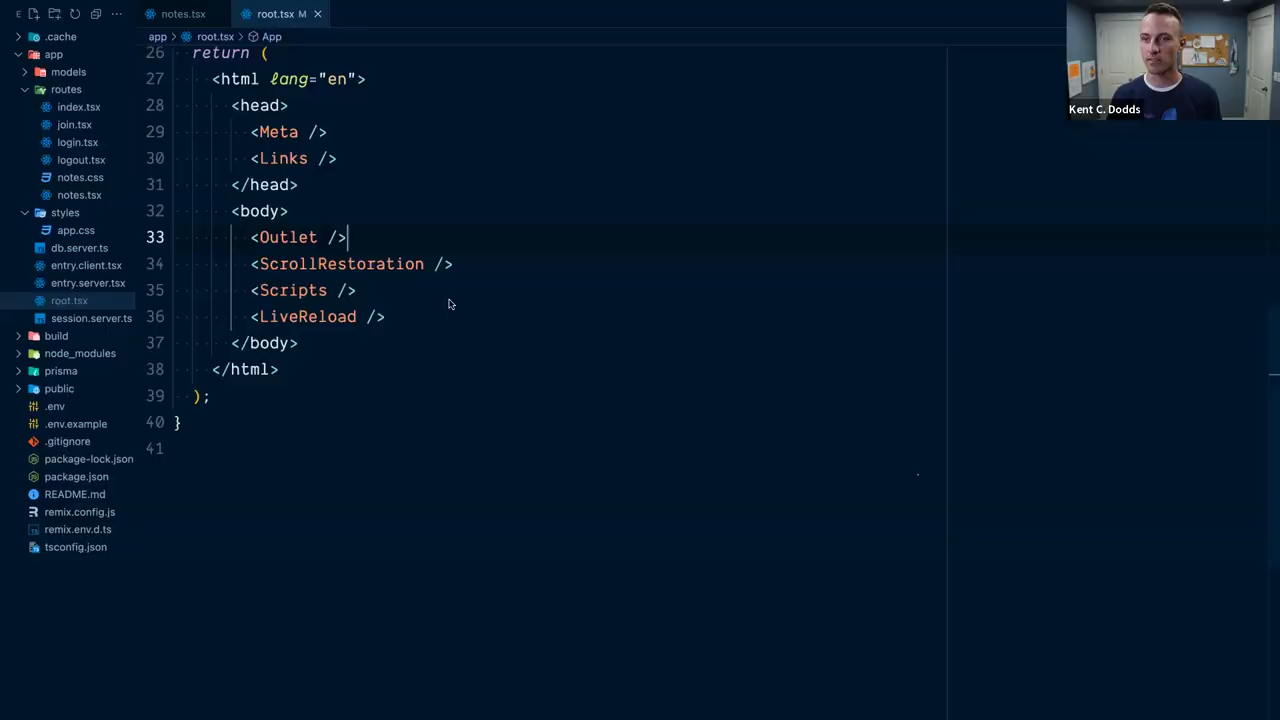 E
notes.tsx
root.tsx M
app > root.tsx > App
.cache
app
models
routes
index.tsx
join.tsx
login.tsx
logout.tsx
notes.css
notes.tsx
styles
app.css
db.server.ts
entry.client.tsx
entry.server.tsx
root.tsx
session.server.ts
build
node_modules
prisma
public
.env
.env.example
.gitignore
package-lock.json
package.json
README.md
remix.config.js
remix.env.d.ts
tsconfig.json
26 return (
27 <html lang="en">
28 <head>
29 <Meta />
30 <Links />
31 </head>
32 <body>
33 <Outlet />
34 <ScrollRestoration />
35 <Scripts />
36 <LiveReload />
37 </body>
38 </html>
39 );
40 }
41
Kent C. Dodds